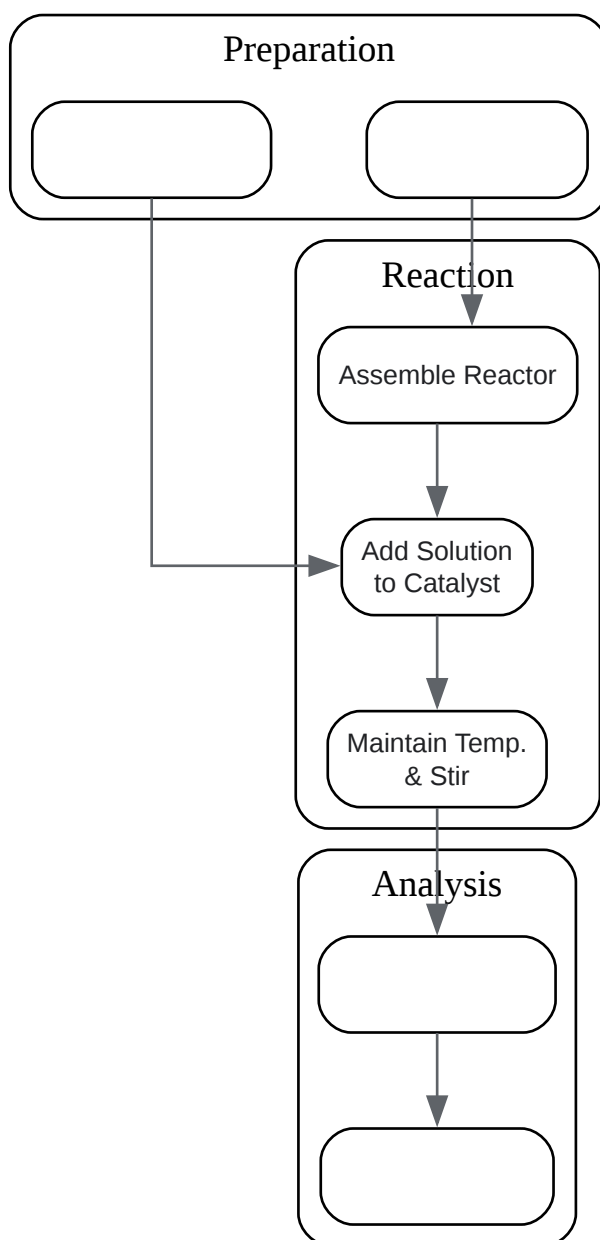 Preparation
Reaction
Assemble Reactor
Add Solution
to Catalyst
Maintain Temp.
& Stir
Analysis